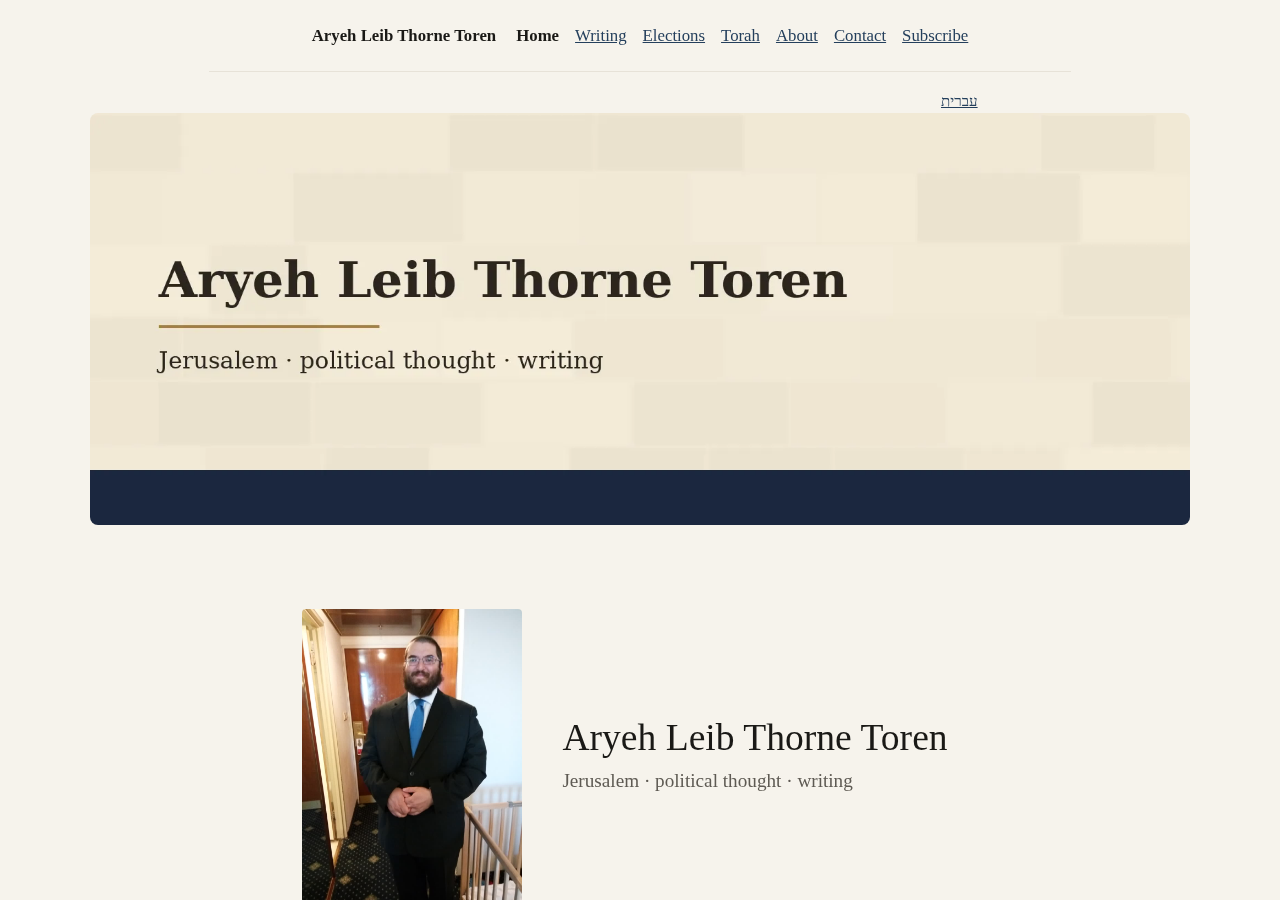 Aryeh Leib Thorne Toren Home Writing Elections Torah About Contact Subscribe
עברית
Aryeh Leib Thorne Toren
Jerusalem · political thought · writing
Aryeh Leib Thorne Toren
Jerusalem · political thought · writing